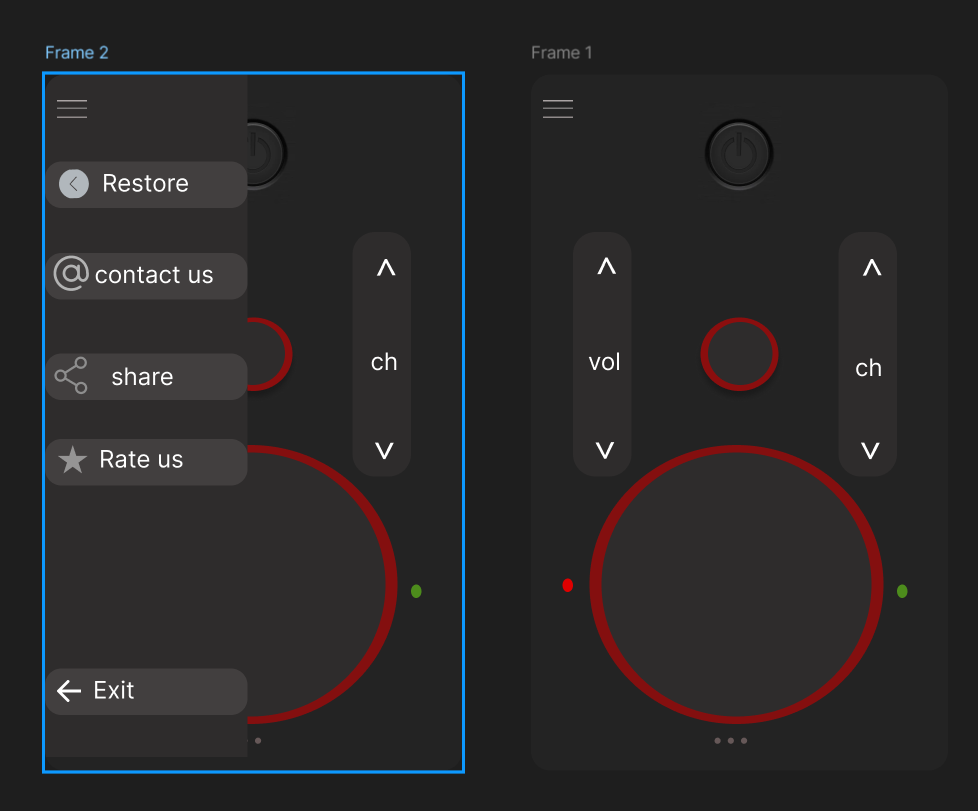 Frame 2
Restore
contact us
share
Rate us
Exit
ch
Frame 1
vol
ch